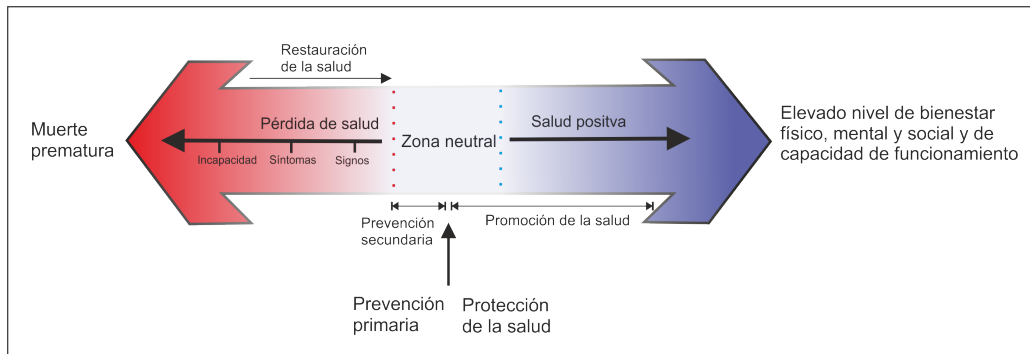 Restauración
de la salud
Muerte
prematura
Pérdida de salud
Incapacidad
Síntomas
Signos
Zona neutral
Salud positva
Elevado nivel de bienestar
físico, mental y social y de
capacidad de funcionamiento
Prevención
secundaria
Promoción de la salud
Prevención
primaria
Protección
de la salud